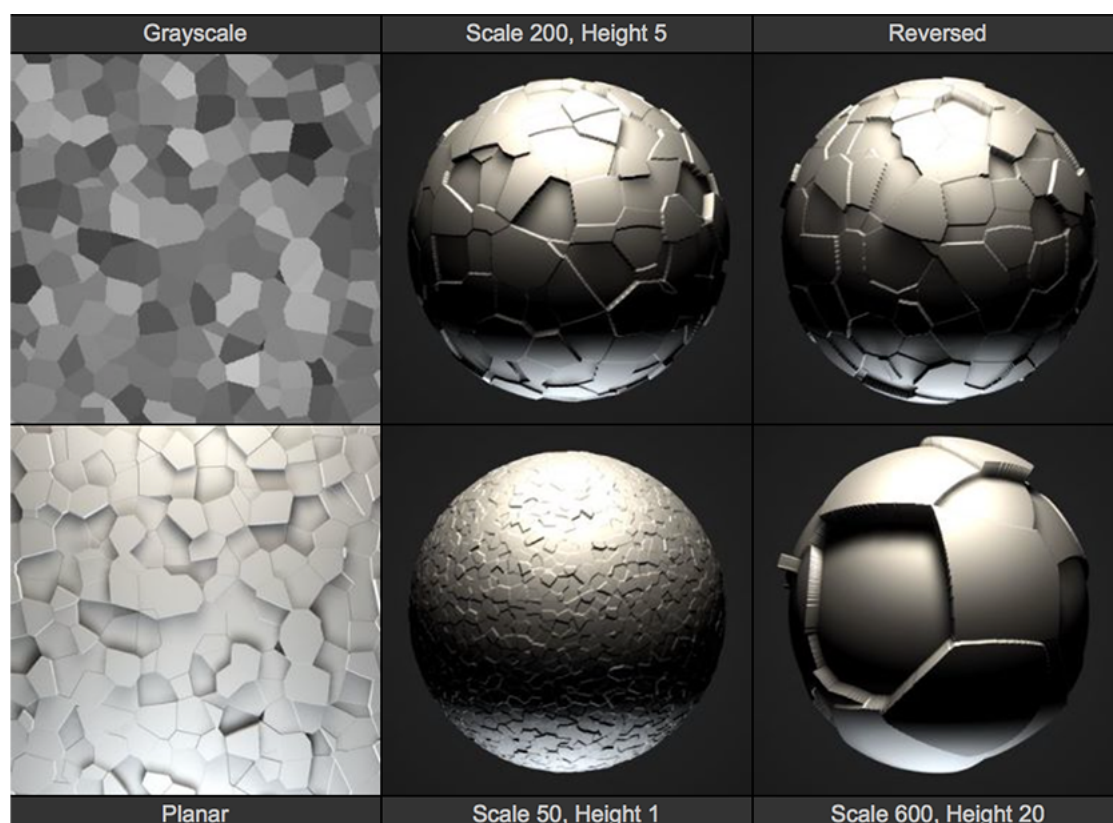 Grayscale
Scale 200, Height 5
Reversed
Planar
Scale 50, Height 1
Scale 600, Height 20